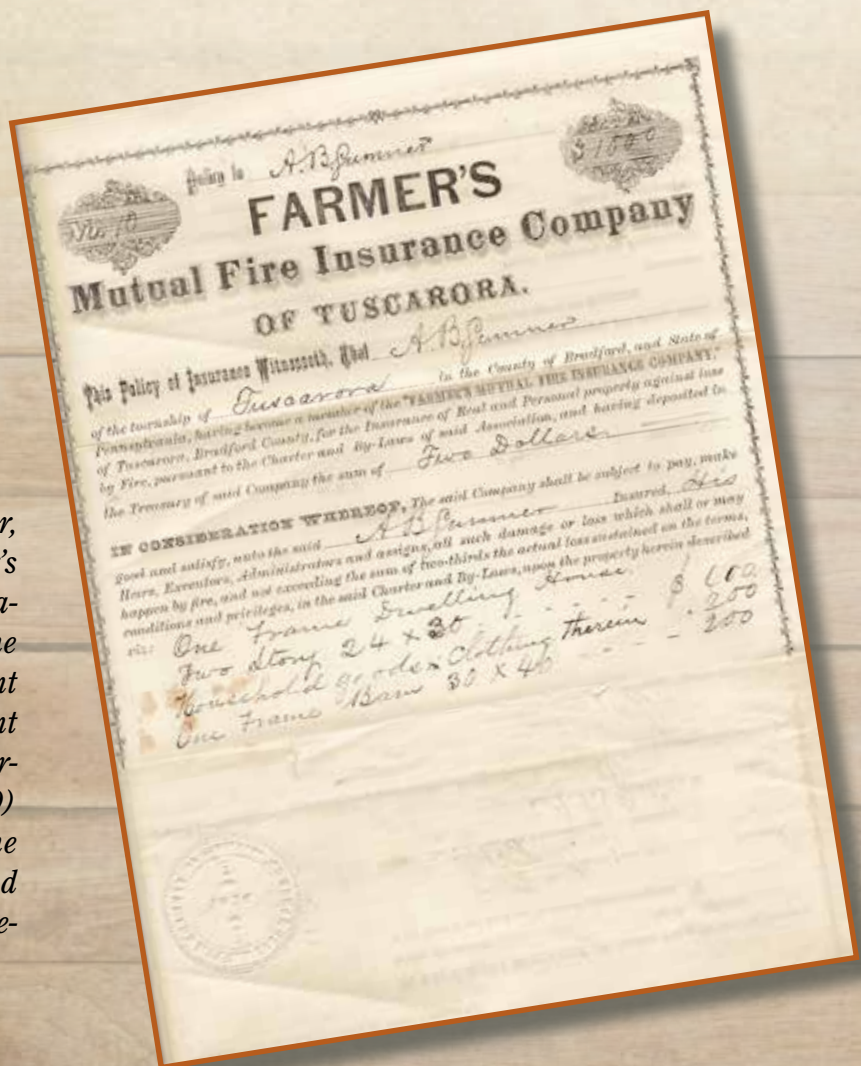 Policy to A.B. Sumner
$1000
No. 10
FARMER'S
Mutual Fire Insurance Company
OF TUSCARORA.
This Policy of Insurance Witnesseth, That A.B. Sumner
of the township of Tuscarora in the County of Bradford, and State of
Pennsylvania, having become a member of the "FARMER'S MUTUAL FIRE INSURANCE COMPANY,"
of Tuscarora, Bradford County, for the Insurance of Real and Personal property against loss
by Fire, pursuant to the Charter and By-Laws of said Association, and having deposited in
the Treasury of said Company the sum of Two Dollars
IN CONSIDERATION WHEREOF, The said Company shall be subject to pay, make
good and satisfy, unto the said A B Sumner Insured, His
Heirs, Executors, Administrators and assigns, all such damage or loss which shall or may
happen by fire, and not exceeding the sum of two-thirds the actual loss sustained on the terms,
conditions and privileges, in the said Charter and By-Laws, upon the property herein described
viz: One Frame Dwelling House
Two Story 24 x 30 $ 600
Household goods & Clothing Therein 200
One Frame Barn 30 x 40 200
r,
's
a-
ne
nt
nt
r-
0)
ne
d
e-